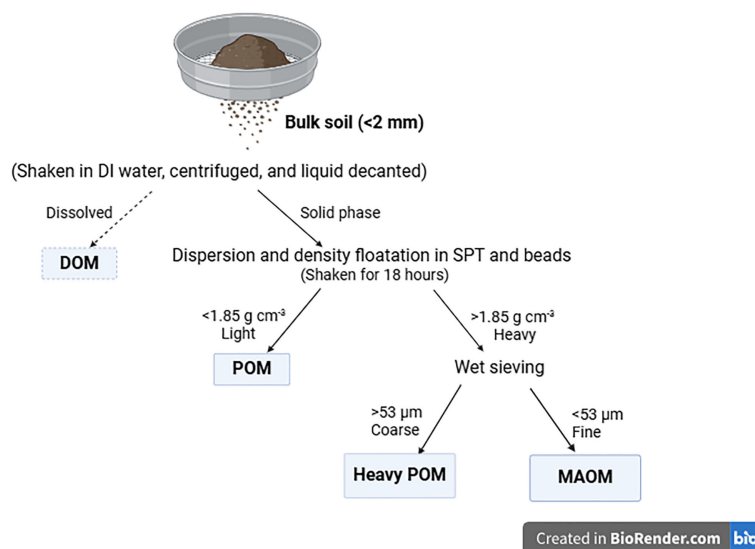 Bulk soil (<2 mm)
(Shaken in DI water, centrifuged, and liquid decanted)
Dissolved
Solid phase
DOM
Dispersion and density floatation in SPT and beads
(Shaken for 18 hours)
<1.85 g cm⁻³
Light
>1.85 g cm⁻³
Heavy
POM
Wet sieving
>53 µm
Coarse
<53 µm
Fine
Heavy POM
MAOM
Created in BioRender.com
bio